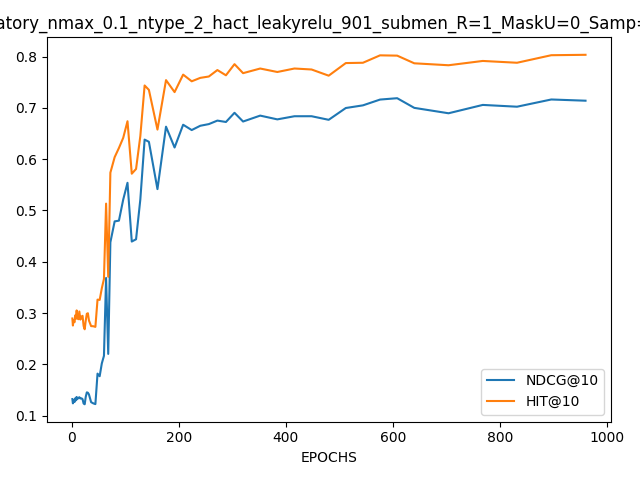 atory_nmax_0.1_ntype_2_hact_leakyrelu_901_submen_R=1_MaskU=0_Samp=
0.8
0.7
0.6
0.5
0.4
0.3
0.2
0.1
0 200 400 600 800 1000
EPOCHS
NDCG@10
HIT@10